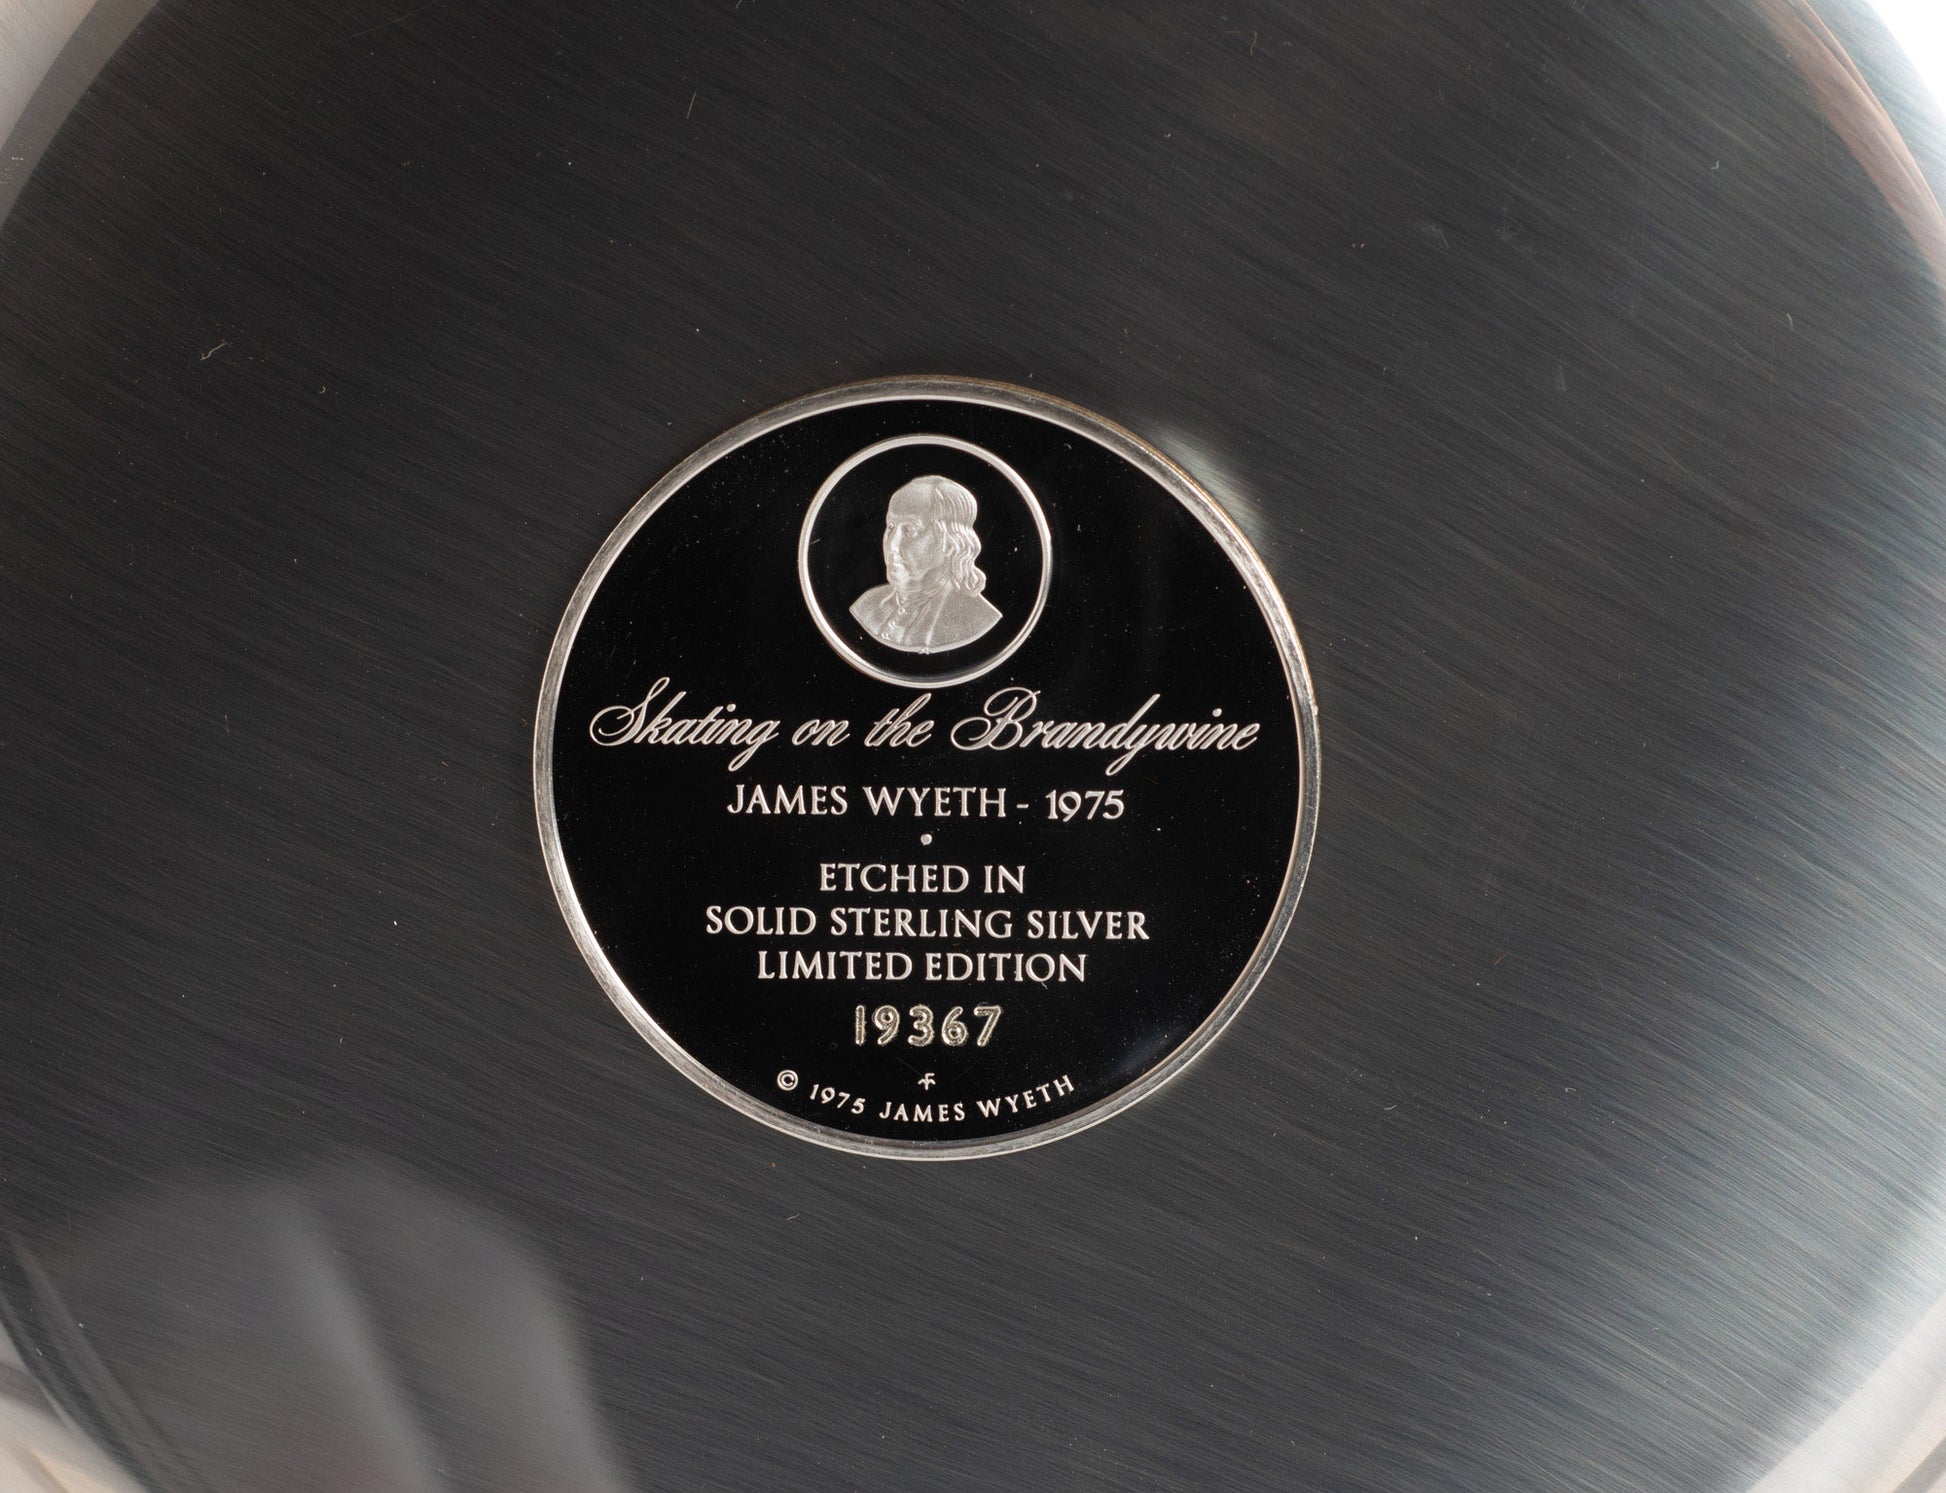 Skating on the Brandywine
JAMES WYETH - 1975
ETCHED IN
SOLID STERLING SILVER
LIMITED EDITION
19367
© 1975 JAMES WYETH